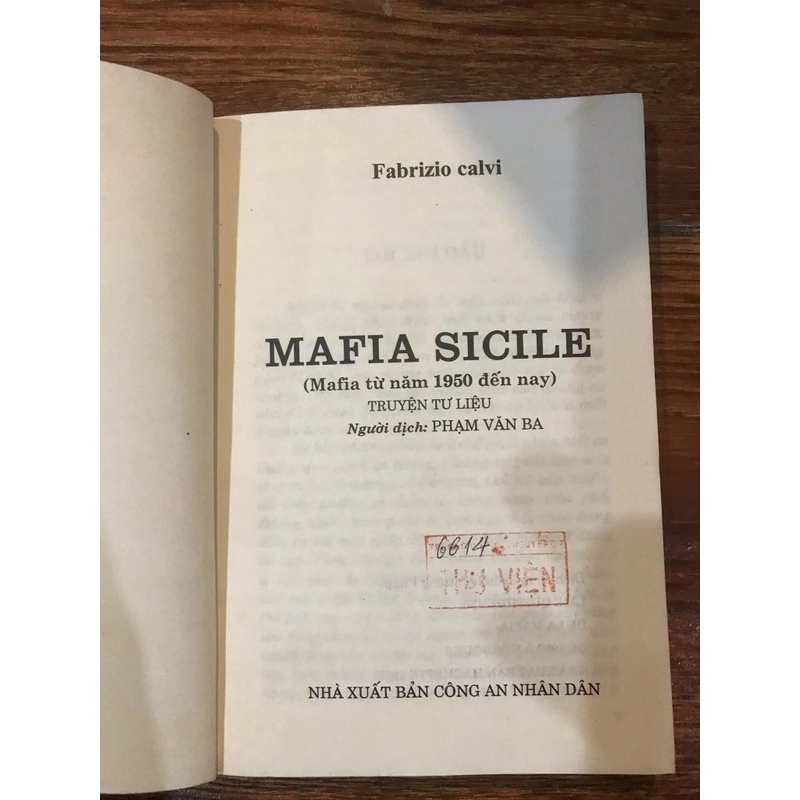 Fabrizio calvi
MAFIA SICILE
(Mafia từ năm 1950 đến nay)
TRUYỆN TƯ LIỆU
Người dịch: PHẠM VĂN BA
6614
THƯ VIỆN
NHÀ XUẤT BẢN CÔNG AN NHÂN DÂN